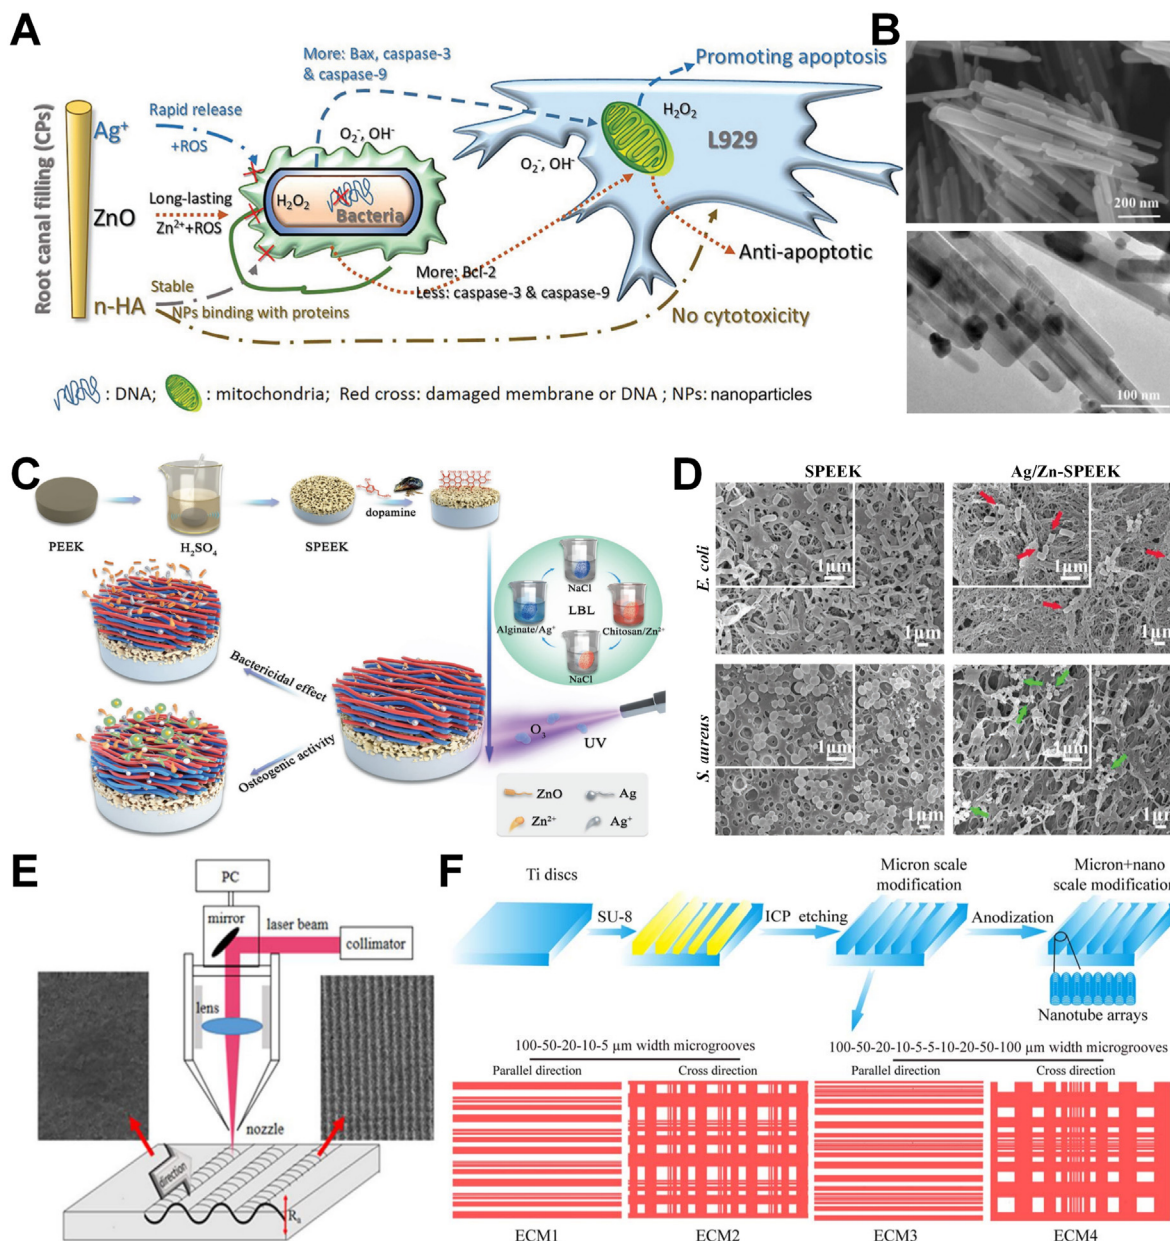 A
Root canal filling (CPs)
Ag⁺
ZnO
n-HA
Rapid release
+ROS
Long-lasting
Zn²⁺+ROS
Stable
NPs binding with proteins
More: Bax, caspase-3
& caspase-9
O₂⁻, OH⁻
H₂O₂
Bacteria
More: Bcl-2
Less: caspase-3 & caspase-9
Promoting apoptosis
H₂O₂
L929
O₂⁻, OH⁻
Anti-apoptotic
No cytotoxicity
: DNA;
: mitochondria; Red cross: damaged membrane or DNA ; NPs: nanoparticles
B
200 nm
100 nm
C
PEEK
H₂SO₄
SPEEK
dopamine
NaCl
Alginate/Ag⁺
LBL
Chitosan/Zn²⁺
NaCl
Bactericidal effect
Osteogenic activity
O₃
UV
ZnO
Ag
Zn²⁺
Ag⁺
D
SPEEK
Ag/Zn-SPEEK
E. coli
1μm
1μm
1μm
1μm
S. aureus
1μm
1μm
1μm
1μm
E
PC
mirror
laser beam
collimator
lens
nozzle
direction
Rₐ
F
Ti discs
SU-8
ICP etching
Micron scale
modification
Anodization
Micron+nano
scale modification
Nanotube arrays
100-50-20-10-5 μm width microgrooves
Parallel direction
Cross direction
100-50-20-10-5-5-10-20-50-100 μm width microgrooves
Parallel direction
Cross direction
ECM1
ECM2
ECM3
ECM4